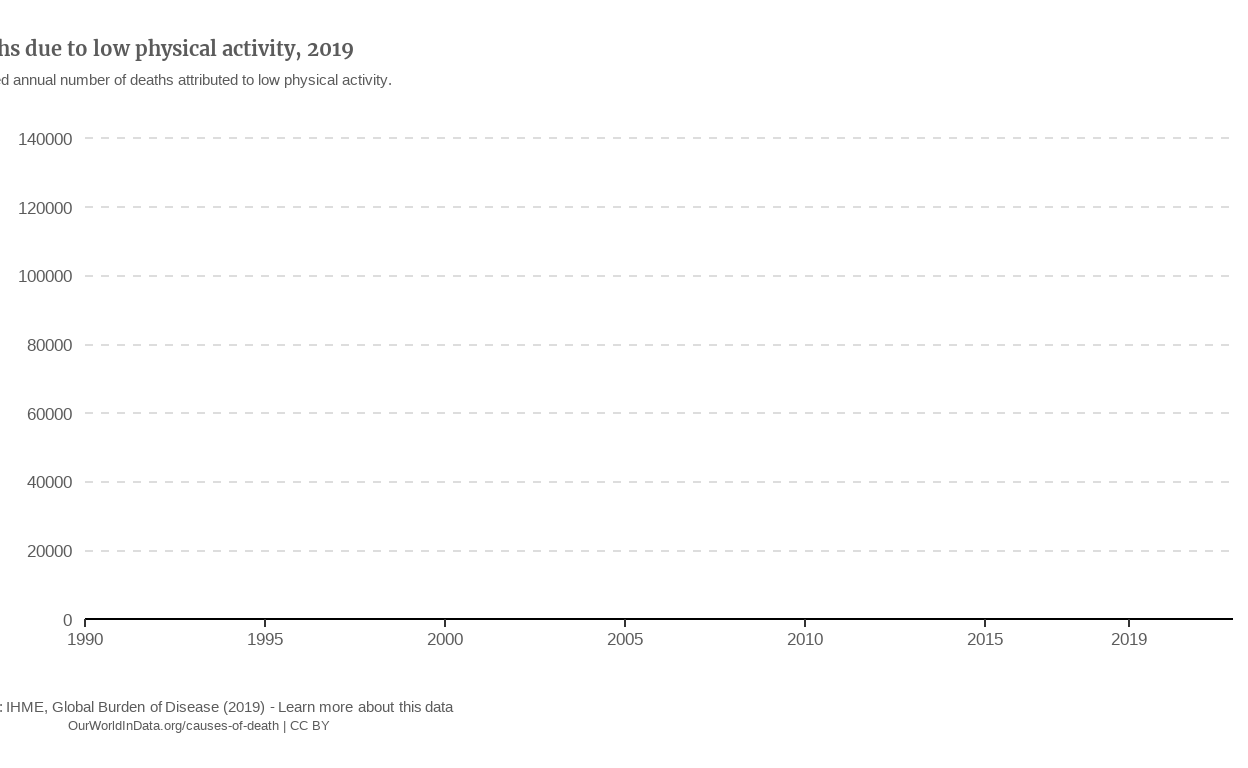 hs due to low physical activity, 2019
ed annual number of deaths attributed to low physical activity.
140000
120000
100000
80000
60000
40000
20000
0
1990 1995 2000 2005 2010 2015 2019
: IHME, Global Burden of Disease (2019) - Learn more about this data
OurWorldInData.org/causes-of-death | CC BY